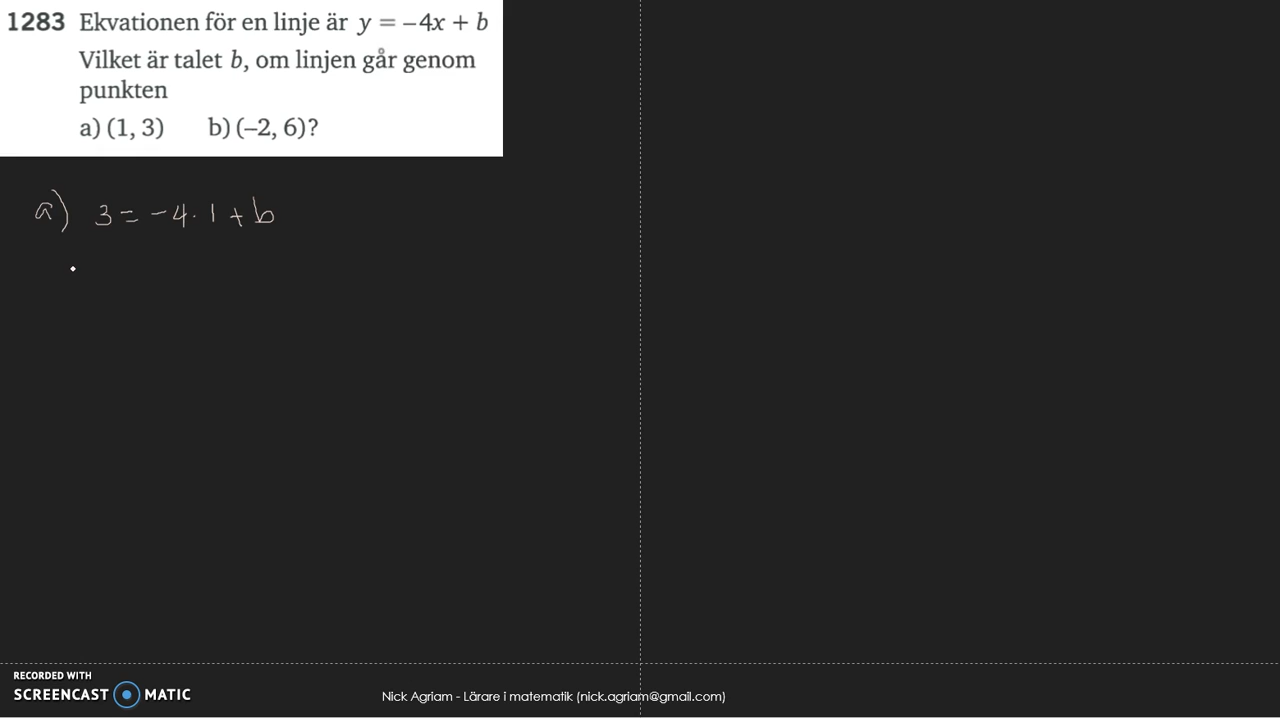 1283 Ekvationen för en linje är y = −4x + b
Vilket är talet b, om linjen går genom
punkten
a) (1, 3) b) (−2, 6)?
a) 3 = −4 · 1 + b
RECORDED WITH
SCREENCAST MATIC
Nick Agriam - Lärare i matematik (nick.agriam@gmail.com)